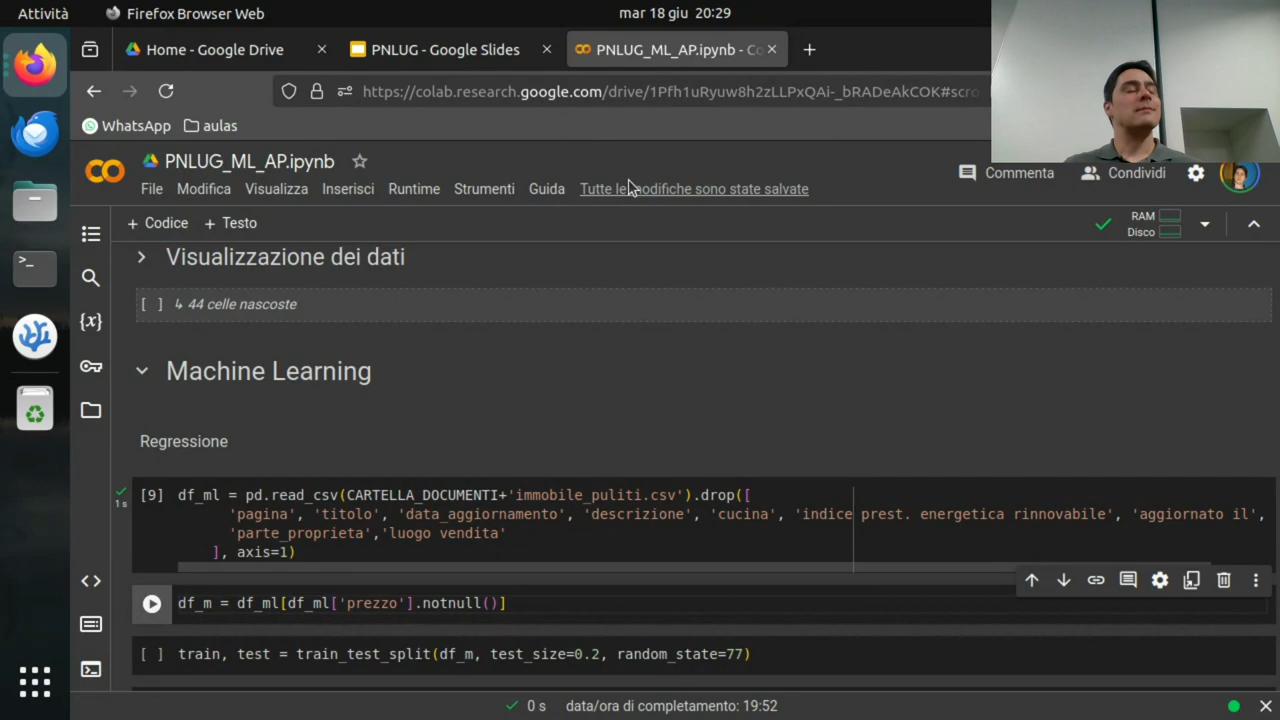 Attività
Firefox Browser Web
mar 18 giu 20:29
Home - Google Drive
PNLUG - Google Slides
PNLUG_ML_AP.ipynb - Co
https://colab.research.google.com/drive/1Pfh1uRyuw8h2zLLPxQAi-_bRADeAkCOK#scro
WhatsApp
aulas
PNLUG_ML_AP.ipynb
Commenta
Condividi
File Modifica Visualizza Inserisci Runtime Strumenti Guida Tutte le modifiche sono state salvate
+ Codice + Testo
RAM
Disco
Visualizzazione dei dati
[ ] ↳ 44 celle nascoste
Machine Learning
Regressione
[9] df_ml = pd.read_csv(CARTELLA_DOCUMENTI+'immobile_puliti.csv').drop([
'pagina', 'titolo', 'data_aggiornamento', 'descrizione', 'cucina', 'indice prest. energetica rinnovabile', 'aggiornato il',
'parte_proprieta','luogo vendita'
], axis=1)
1 s
df_m = df_ml[df_ml['prezzo'].notnull()]
[ ] train, test = train_test_split(df_m, test_size=0.2, random_state=77)
0 s data/ora di completamento: 19:52